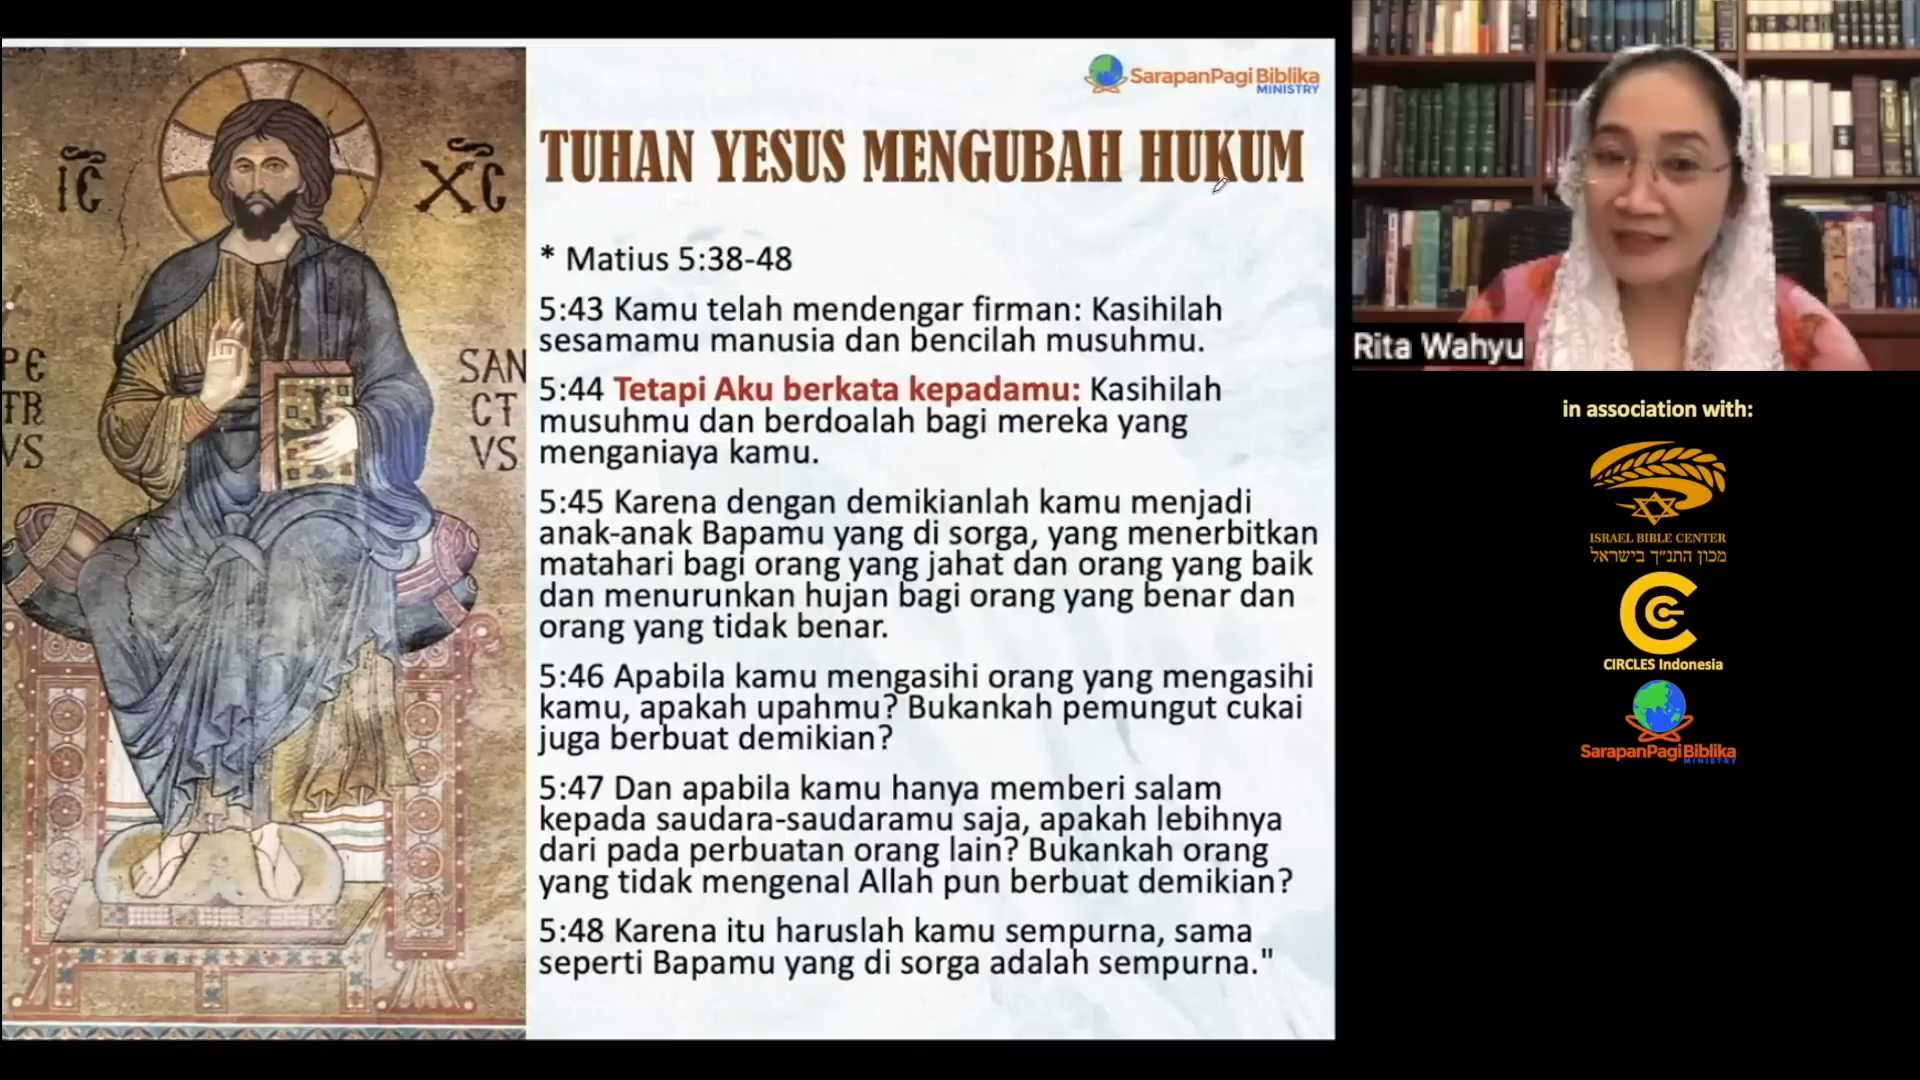 IC
XC
PE
TR
VS
SAN
CT
VS
SarapanPagi Biblika
MINISTRY
TUHAN YESUS MENGUBAH HUKUM
* Matius 5:38-48
5:43 Kamu telah mendengar firman: Kasihilah
sesamamu manusia dan bencilah musuhmu.
5:44 Tetapi Aku berkata kepadamu: Kasihilah
musuhmu dan berdoalah bagi mereka yang
menganiaya kamu.
5:45 Karena dengan demikianlah kamu menjadi
anak-anak Bapamu yang di sorga, yang menerbitkan
matahari bagi orang yang jahat dan orang yang baik
dan menurunkan hujan bagi orang yang benar dan
orang yang tidak benar.
5:46 Apabila kamu mengasihi orang yang mengasihi
kamu, apakah upahmu? Bukankah pemungut cukai
juga berbuat demikian?
5:47 Dan apabila kamu hanya memberi salam
kepada saudara-saudaramu saja, apakah lebihnya
dari pada perbuatan orang lain? Bukankah orang
yang tidak mengenal Allah pun berbuat demikian?
5:48 Karena itu haruslah kamu sempurna, sama
seperti Bapamu yang di sorga adalah sempurna."
Rita Wahyu
in association with:
ISRAEL BIBLE CENTER
מכון התנ"ך בישראל
CIRCLES Indonesia
SarapanPagi Biblika
MINISTRY